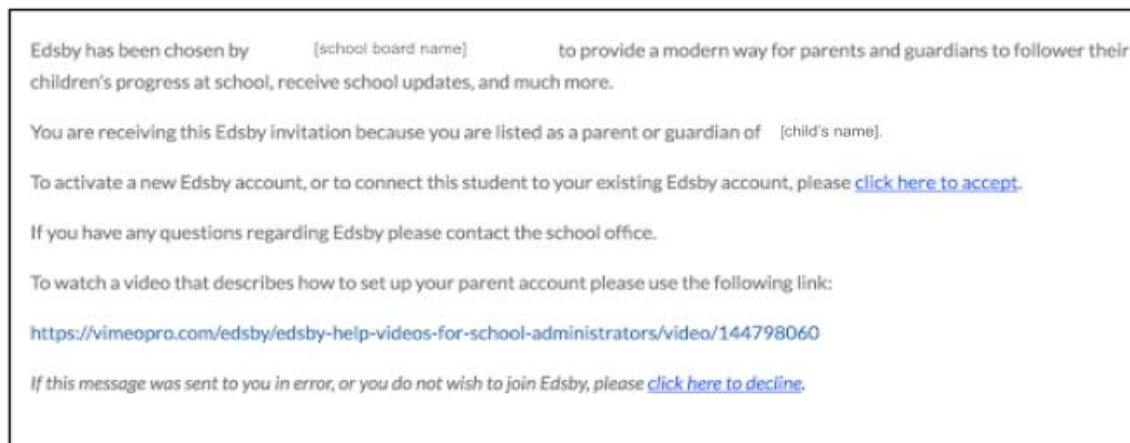 Edsby has been chosen by [school board name] to provide a modern way for parents and guardians to follower their
children's progress at school, receive school updates, and much more.
You are receiving this Edsby invitation because you are listed as a parent or guardian of [child's name].
To activate a new Edsby account, or to connect this student to your existing Edsby account, please click here to accept.
If you have any questions regarding Edsby please contact the school office.
To watch a video that describes how to set up your parent account please use the following link:
https://vimeopro.com/edsby/edsby-help-videos-for-school-administrators/video/144798060
If this message was sent to you in error, or you do not wish to join Edsby, please click here to decline.